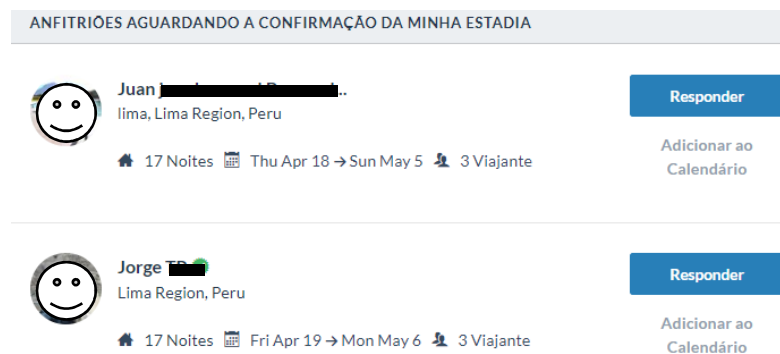 ANFITRIÕES AGUARDANDO A CONFIRMAÇÃO DA MINHA ESTADIA
Juan
lima, Lima Region, Peru
17 Noites Thu Apr 18 → Sun May 5 3 Viajante
Responder
Adicionar ao
Calendário
Jorge
Lima Region, Peru
17 Noites Fri Apr 19 → Mon May 6 3 Viajante
Responder
Adicionar ao
Calendário